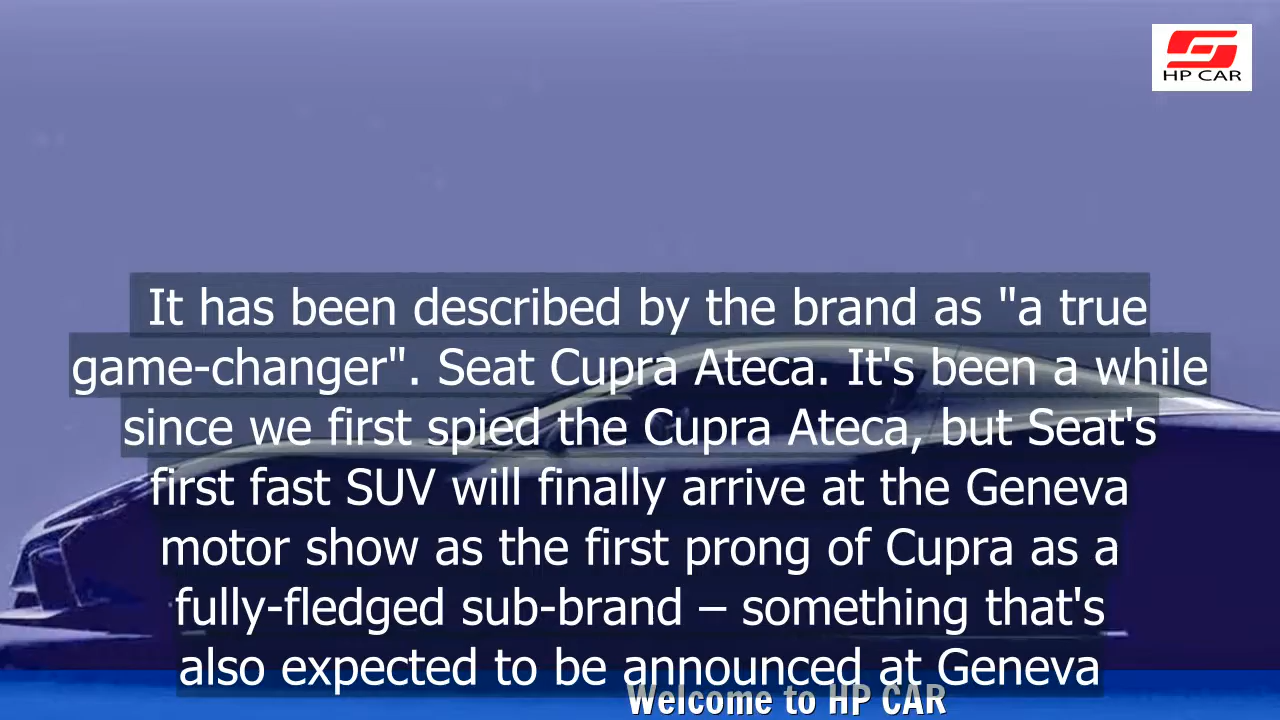 HP CAR
It has been described by the brand as "a true
game-changer". Seat Cupra Ateca. It's been a while
since we first spied the Cupra Ateca, but Seat's
first fast SUV will finally arrive at the Geneva
motor show as the first prong of Cupra as a
fully-fledged sub-brand – something that's
also expected to be announced at Geneva
Welcome to HP CAR